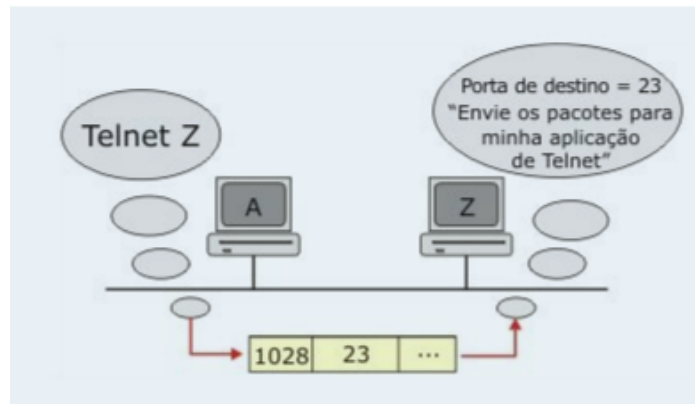 Telnet Z
Porta de destino = 23
“Envie os pacotes para
minha aplicação
de Telnet”
A
Z
1028 23 ...